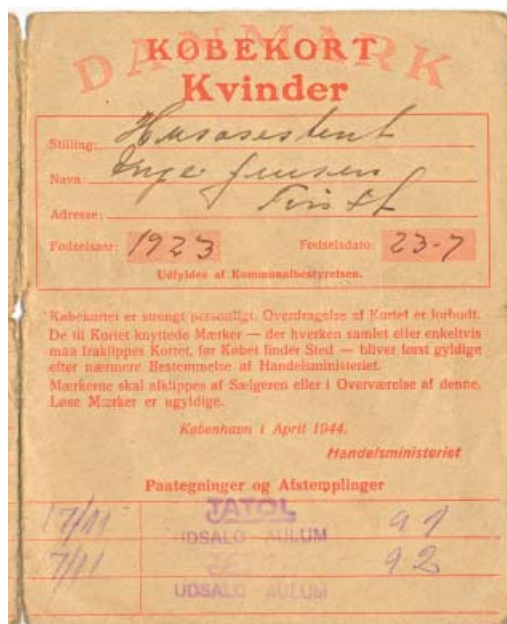 DANMARK
KØBEKORT
Kvinder
Stilling: Husassistent
Navn: Inge Jensen
Adresse:
Fødselsaar: 1923 Fødselsdato: 23-7
Udfyldes af Kommunalbestyrelsen.
Købekortet er strengt personligt. Overdragelse af Kortet er forbudt.
De til Kortet knyttede Mærker — der hverken samlet eller enkeltvis
maa fraklippes Kortet, før Købet finder Sted — bliver først gyldige
efter nærmere Bestemmelse af Handelsministeriet.
Mærkerne skal afklippes af Sælgeren eller i Overværelse af denne.
Løse Mærker er ugyldige.
København i April 1944.
Handelsministeriet
Paategninger og Afstemplinger
17/11 TATOL 91
UDSALG AULUM
7/11 92
UDSALG AULUM